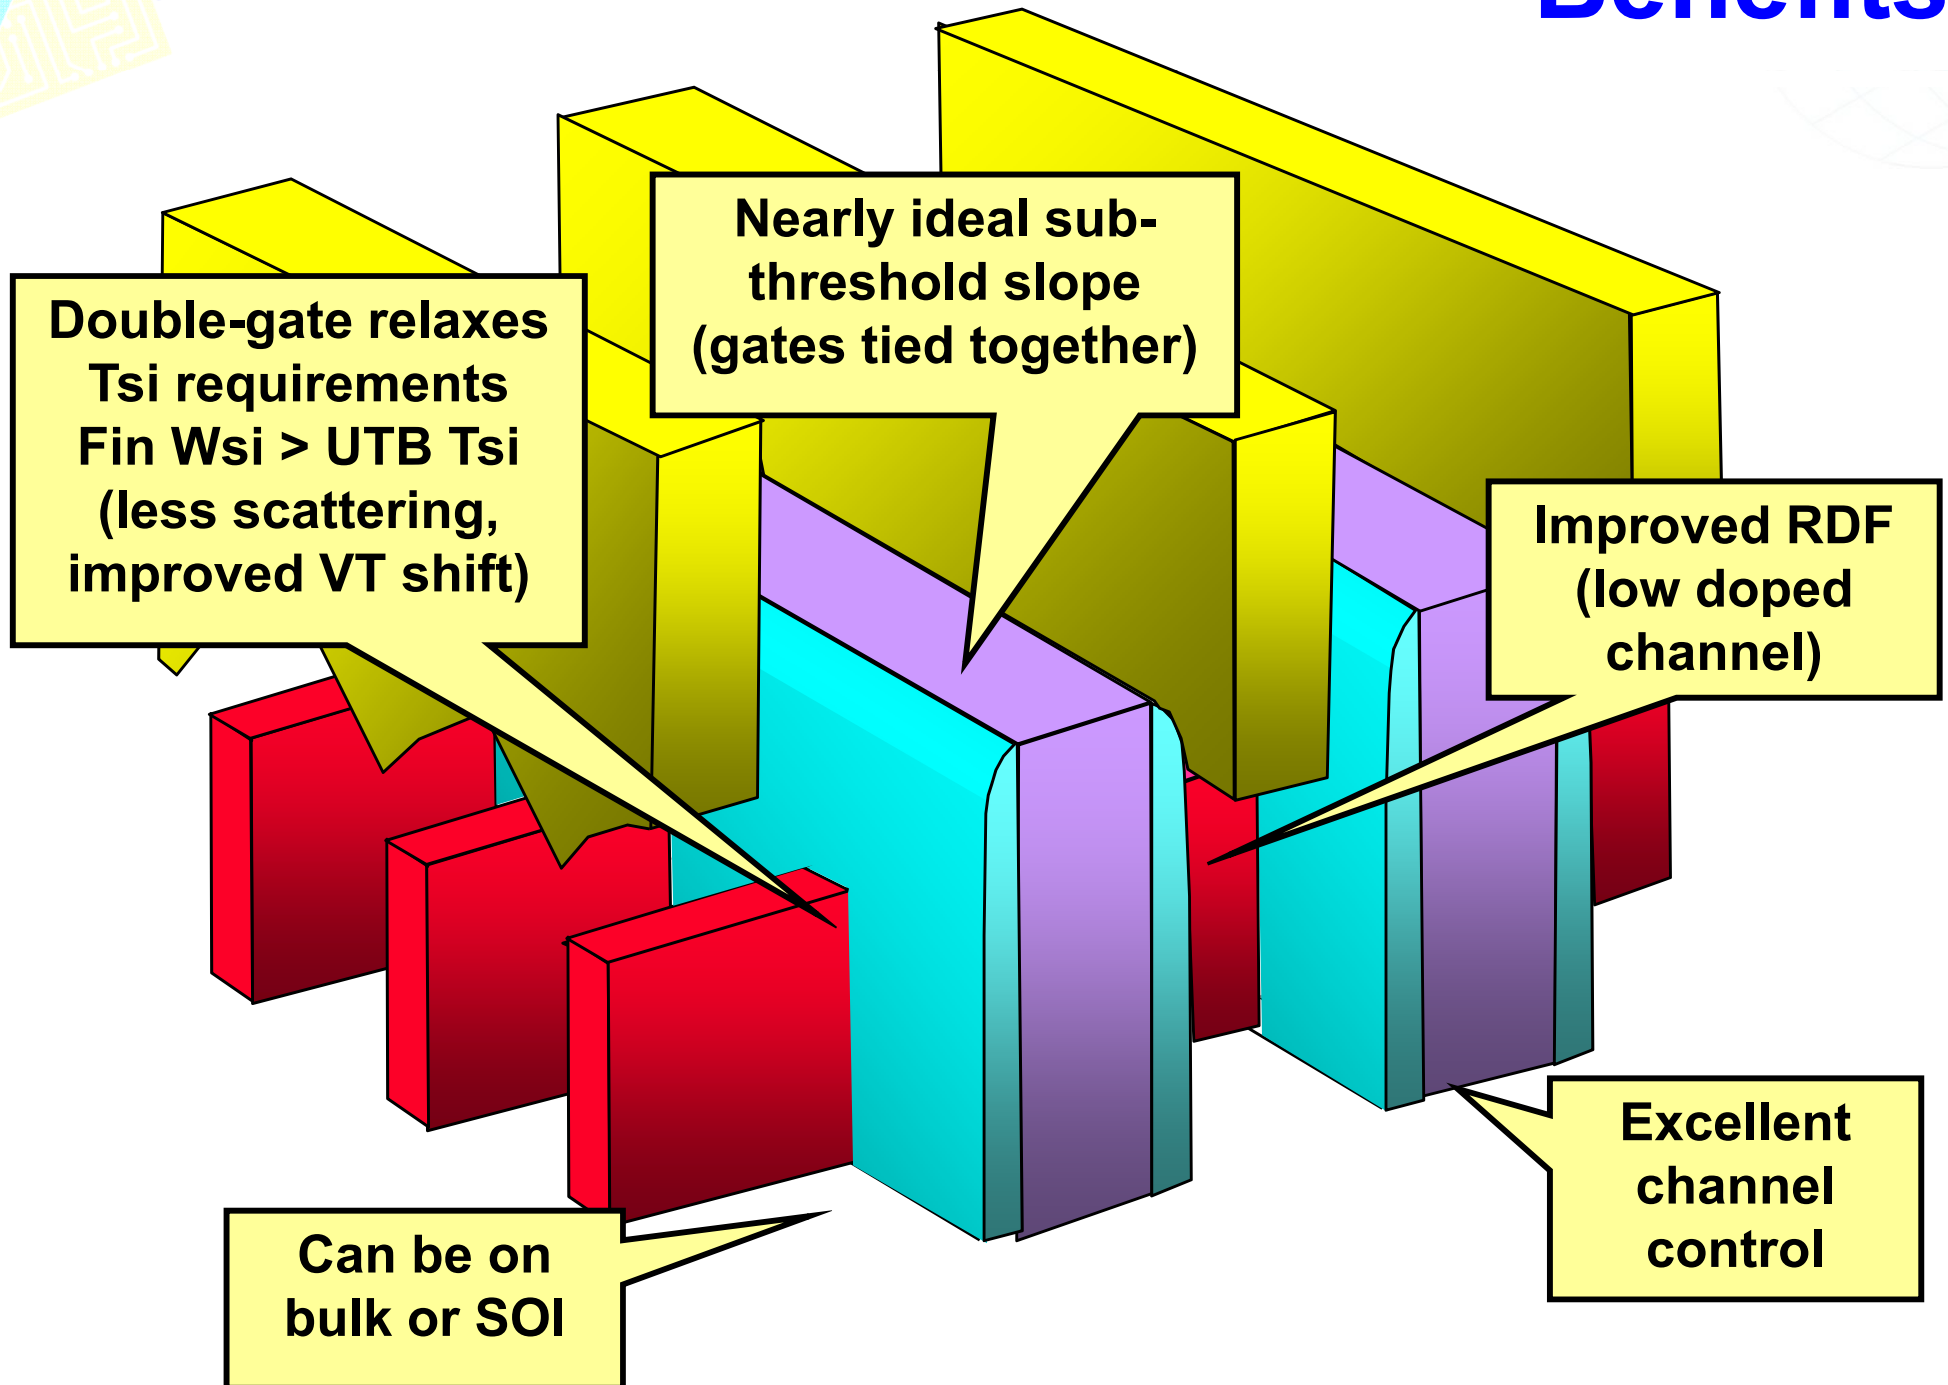 Benefits
Nearly ideal sub-
threshold slope
(gates tied together)
Double-gate relaxes
Tsi requirements
Fin Wsi > UTB Tsi
(less scattering,
improved VT shift)
Improved RDF
(low doped
channel)
Excellent
channel
control
Can be on
bulk or SOI